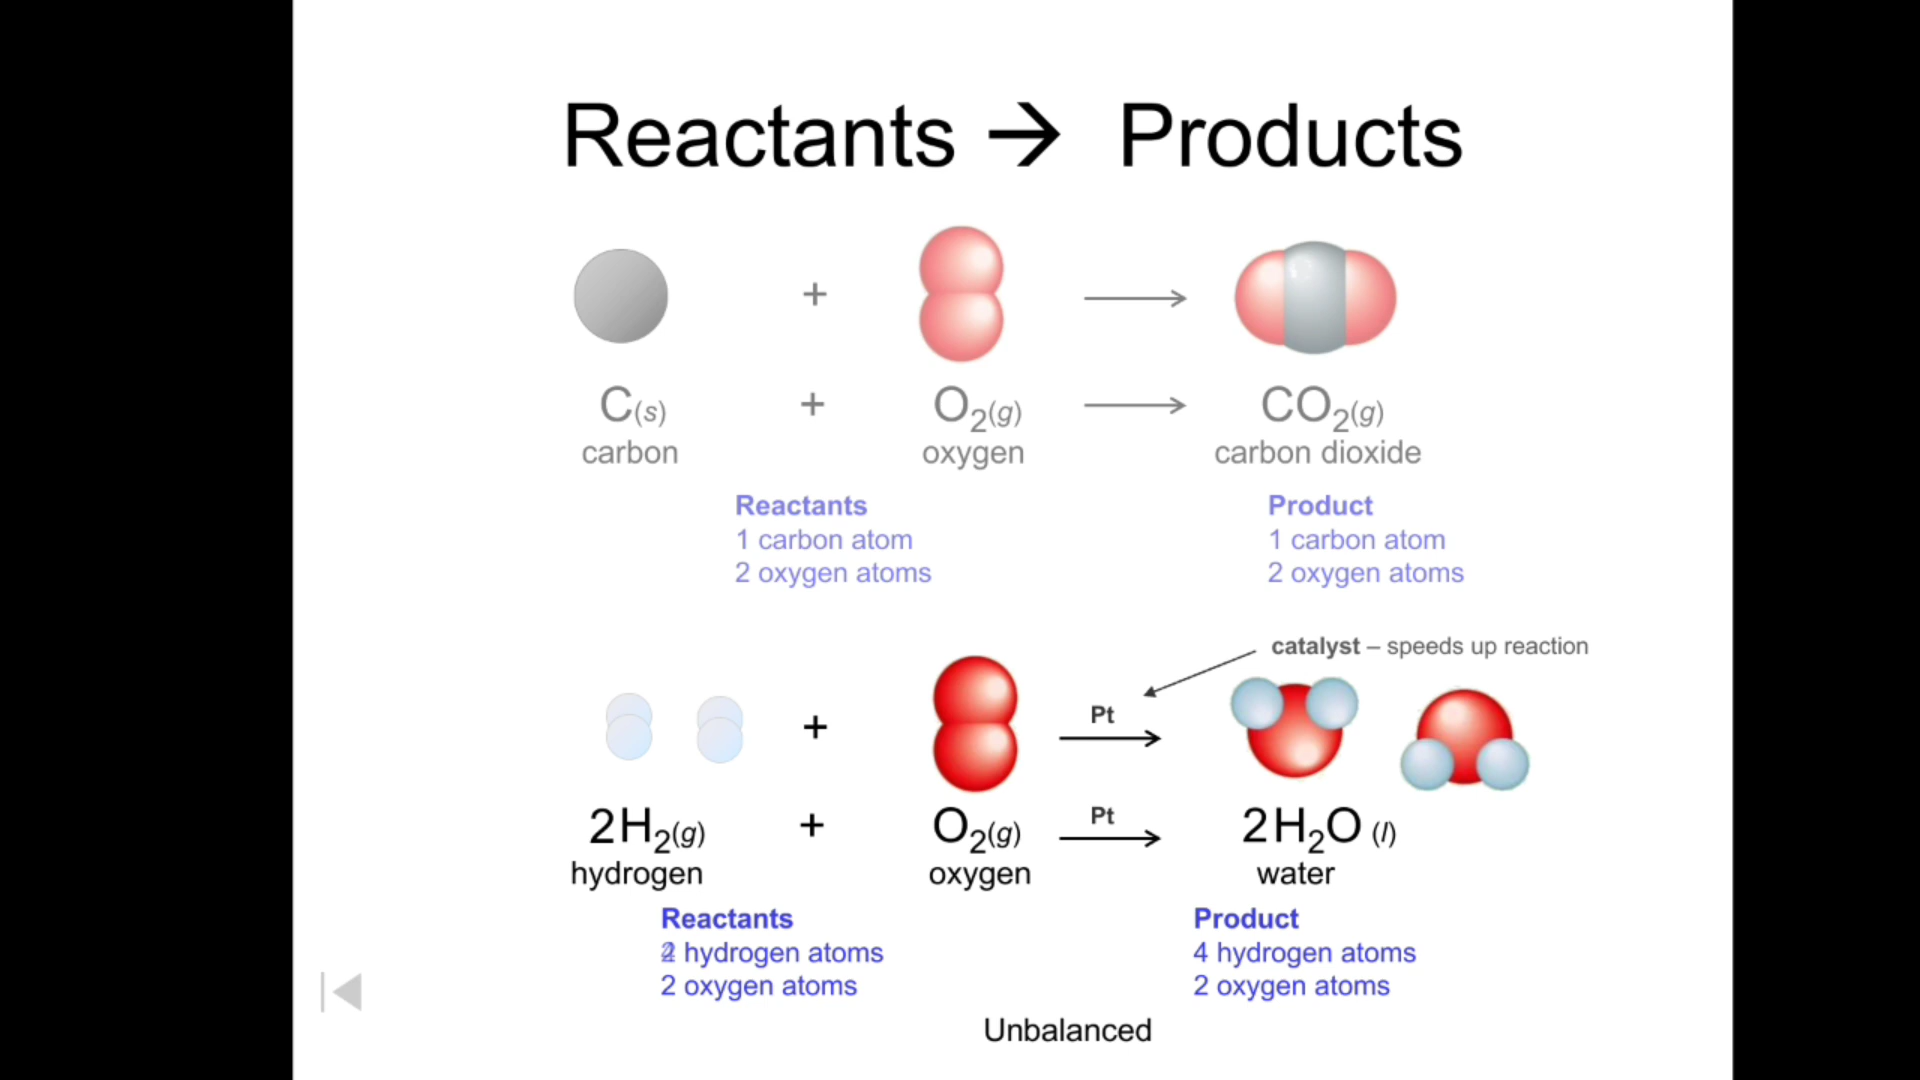 Reactants → Products
C(s) + O₂(g) → CO₂(g)
carbon oxygen carbon dioxide
Reactants Product
1 carbon atom 1 carbon atom
2 oxygen atoms 2 oxygen atoms
catalyst – speeds up reaction
+ Pt
2H₂(g) + O₂(g) Pt → 2H₂O (l)
hydrogen oxygen water
Reactants Product
hydrogen atoms 4 hydrogen atoms
2 oxygen atoms 2 oxygen atoms
Unbalanced